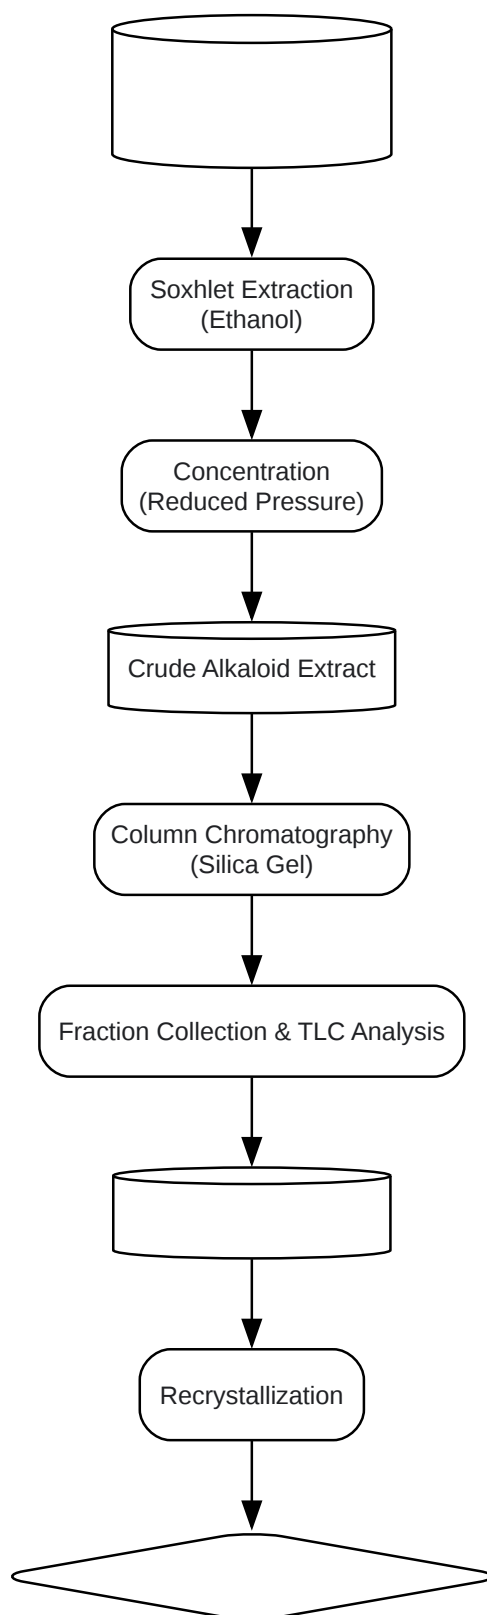 Soxhlet Extraction
(Ethanol)
Concentration
(Reduced Pressure)
Crude Alkaloid Extract
Column Chromatography
(Silica Gel)
Fraction Collection & TLC Analysis
Recrystallization